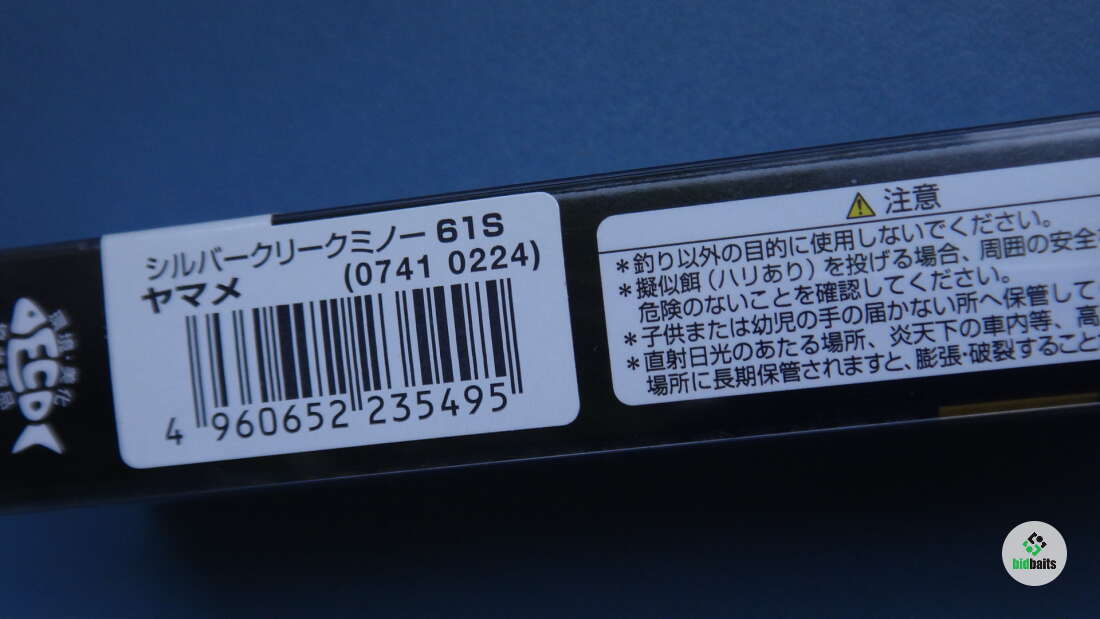 シルバークリークミノー 61S
ヤマメ (0741 0224)
4 960652 235495
ECO
注意
*釣り以外の目的に使用しないでください。
*擬似餌(ハリあり)を投げる場合、周囲の安全
危険のないことを確認してください。
*子供または幼児の手の届かない所へ保管して
*直射日光のあたる場所、炎天下の車内等、高
場所に長期保管されますと、膨張・破裂すること
bidbaits